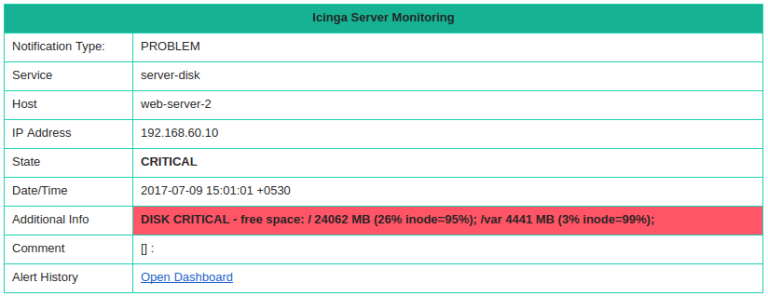 Icinga Server Monitoring
Notification Type: PROBLEM
Service server-disk
Host web-server-2
IP Address 192.168.60.10
State CRITICAL
Date/Time 2017-07-09 15:01:01 +0530
Additional Info DISK CRITICAL - free space: / 24062 MB (26% inode=95%); /var 4441 MB (3% inode=99%);
Comment [] :
Alert History Open Dashboard